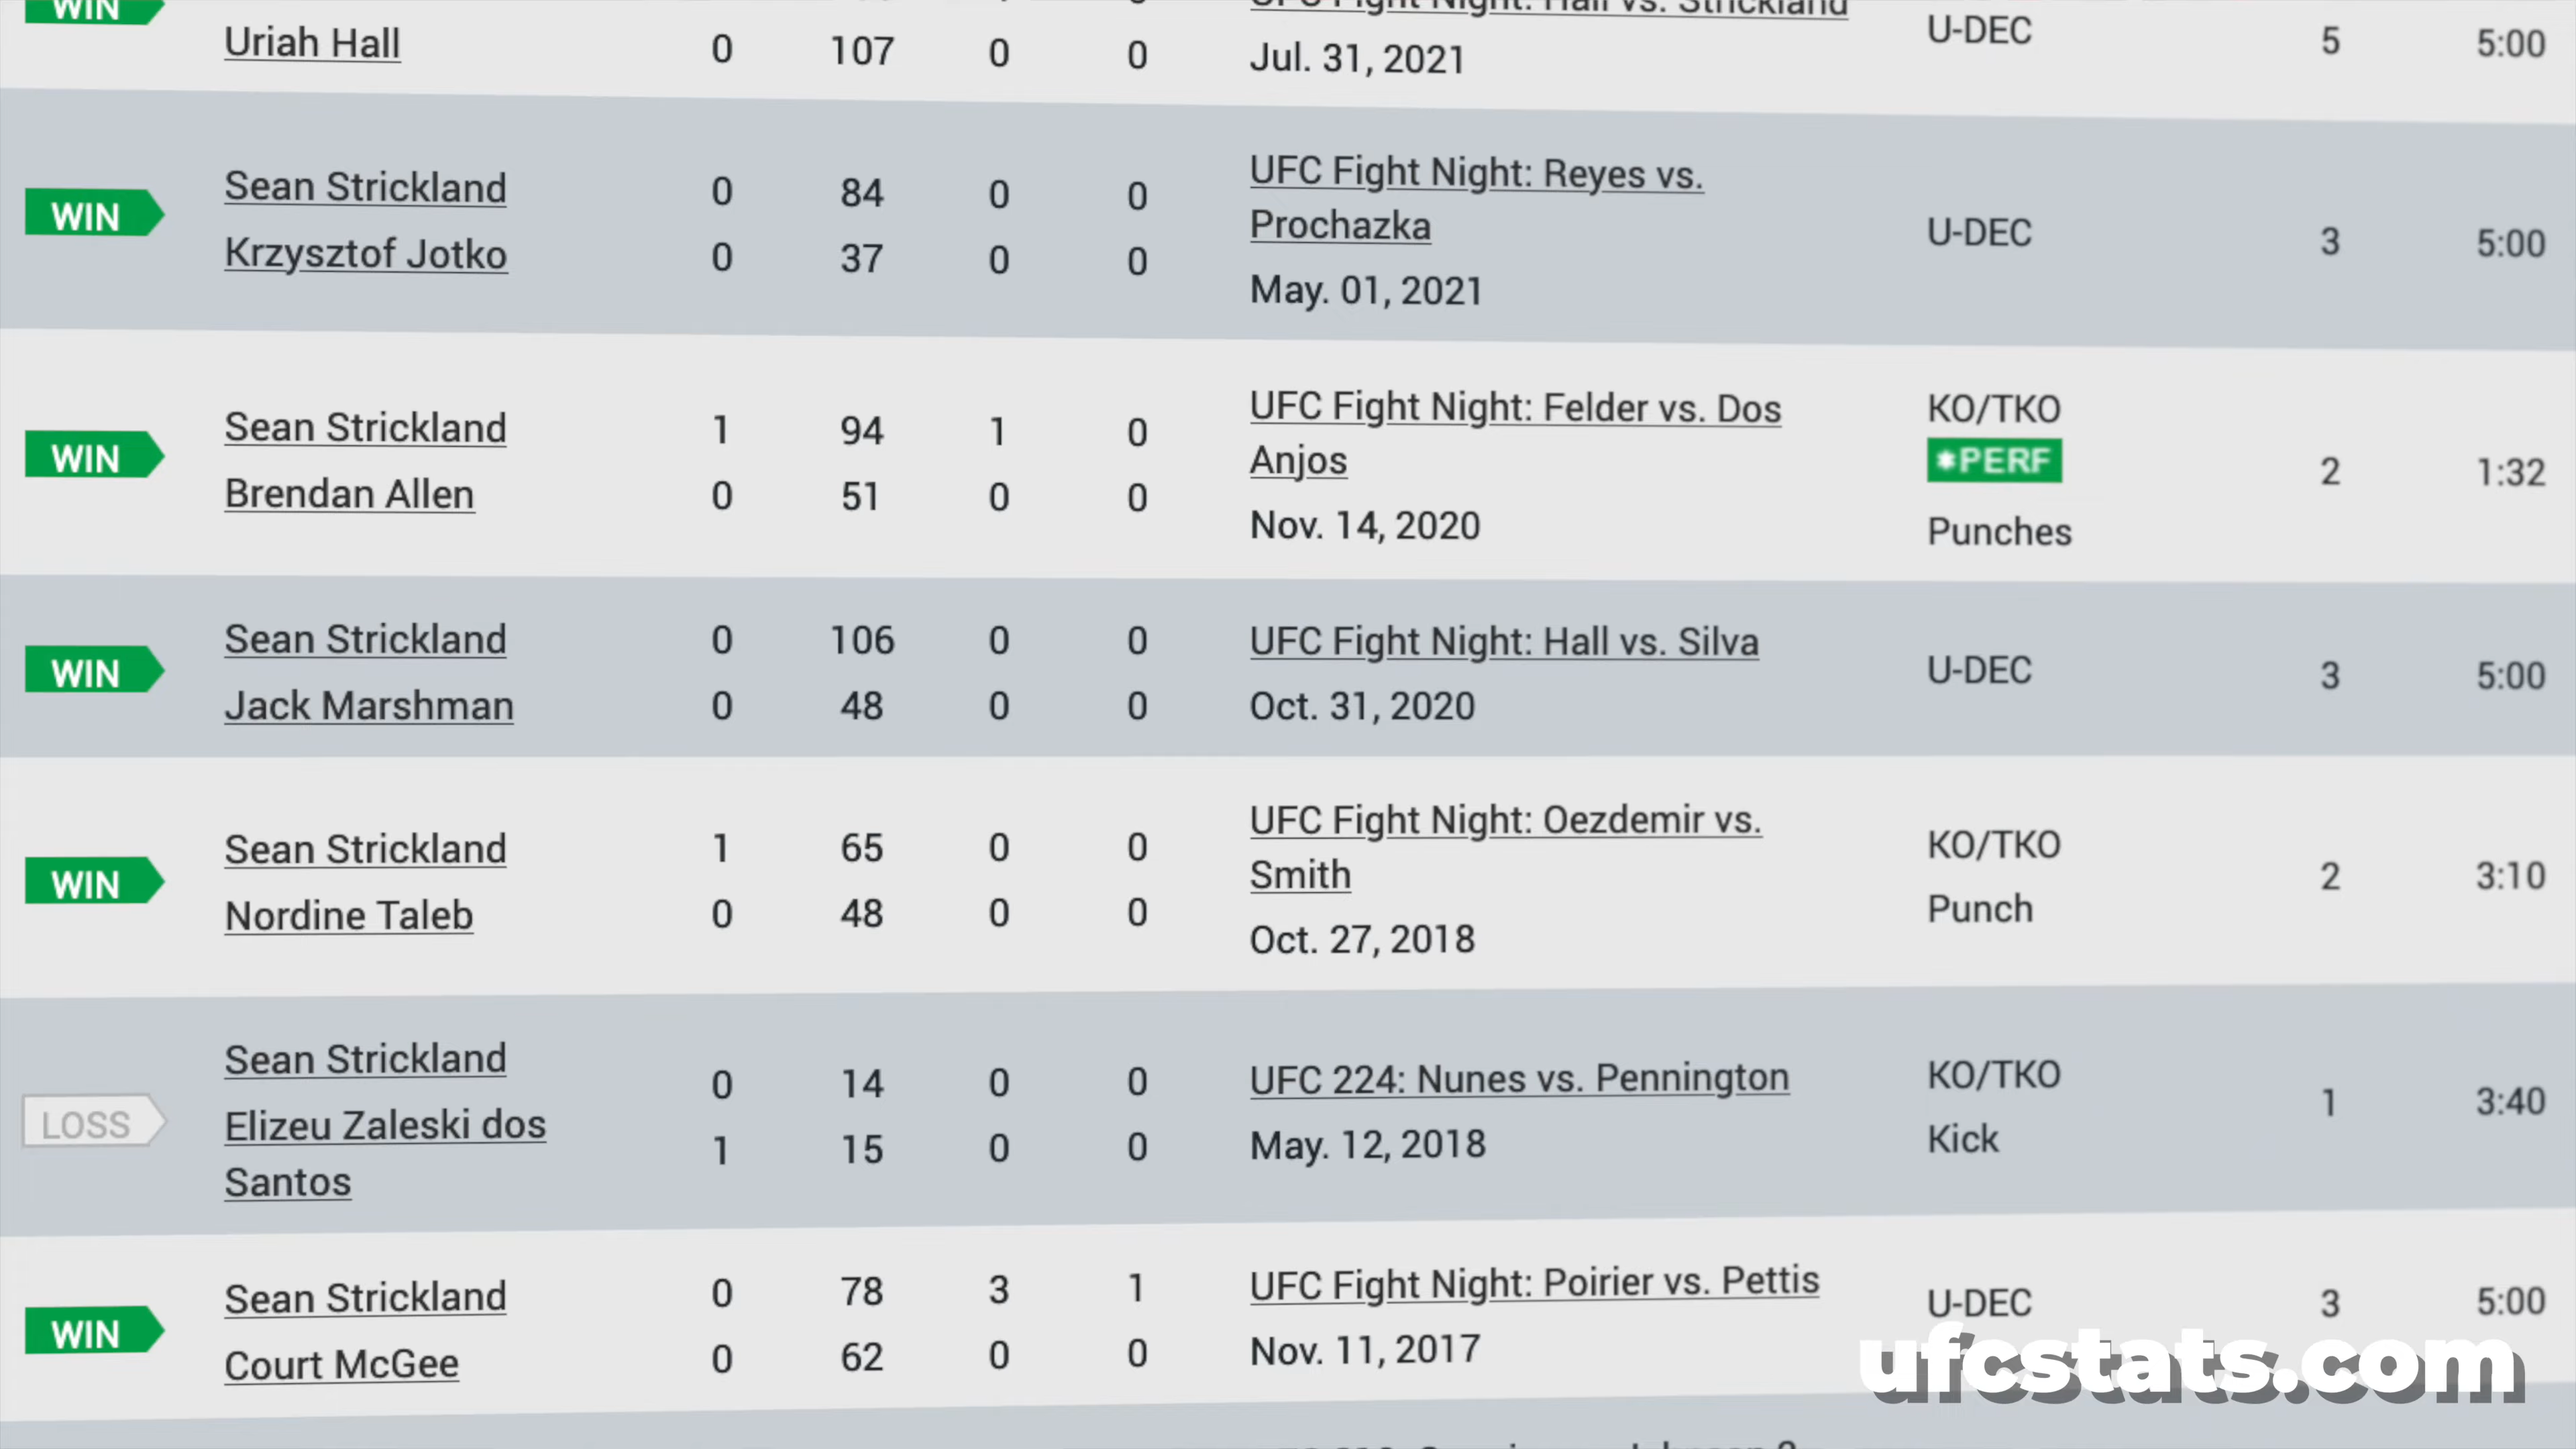 WIN
UFC Fight Night: Hall vs. Strickland
Uriah Hall 0 107 0 0 Jul. 31, 2021 U-DEC 5 5:00
WIN
Sean Strickland 0 84 0 0
Krzysztof Jotko 0 37 0 0
UFC Fight Night: Reyes vs.
Prochazka
May. 01, 2021
U-DEC 3 5:00
WIN
Sean Strickland 1 94 1 0
Brendan Allen 0 51 0 0
UFC Fight Night: Felder vs. Dos
Anjos
Nov. 14, 2020
KO/TKO
*PERF
Punches
2 1:32
WIN
Sean Strickland 0 106 0 0
Jack Marshman 0 48 0 0
UFC Fight Night: Hall vs. Silva
Oct. 31, 2020
U-DEC 3 5:00
WIN
Sean Strickland 1 65 0 0
Nordine Taleb 0 48 0 0
UFC Fight Night: Oezdemir vs.
Smith
Oct. 27, 2018
KO/TKO
Punch
2 3:10
LOSS
Sean Strickland 0 14 0 0
Elizeu Zaleski dos
Santos
1 15 0 0
UFC 224: Nunes vs. Pennington
May. 12, 2018
KO/TKO
Kick
1 3:40
WIN
Sean Strickland 0 78 3 1
Court McGee 0 62 0 0
UFC Fight Night: Poirier vs. Pettis
Nov. 11, 2017
U-DEC 3 5:00
ufcstats.com